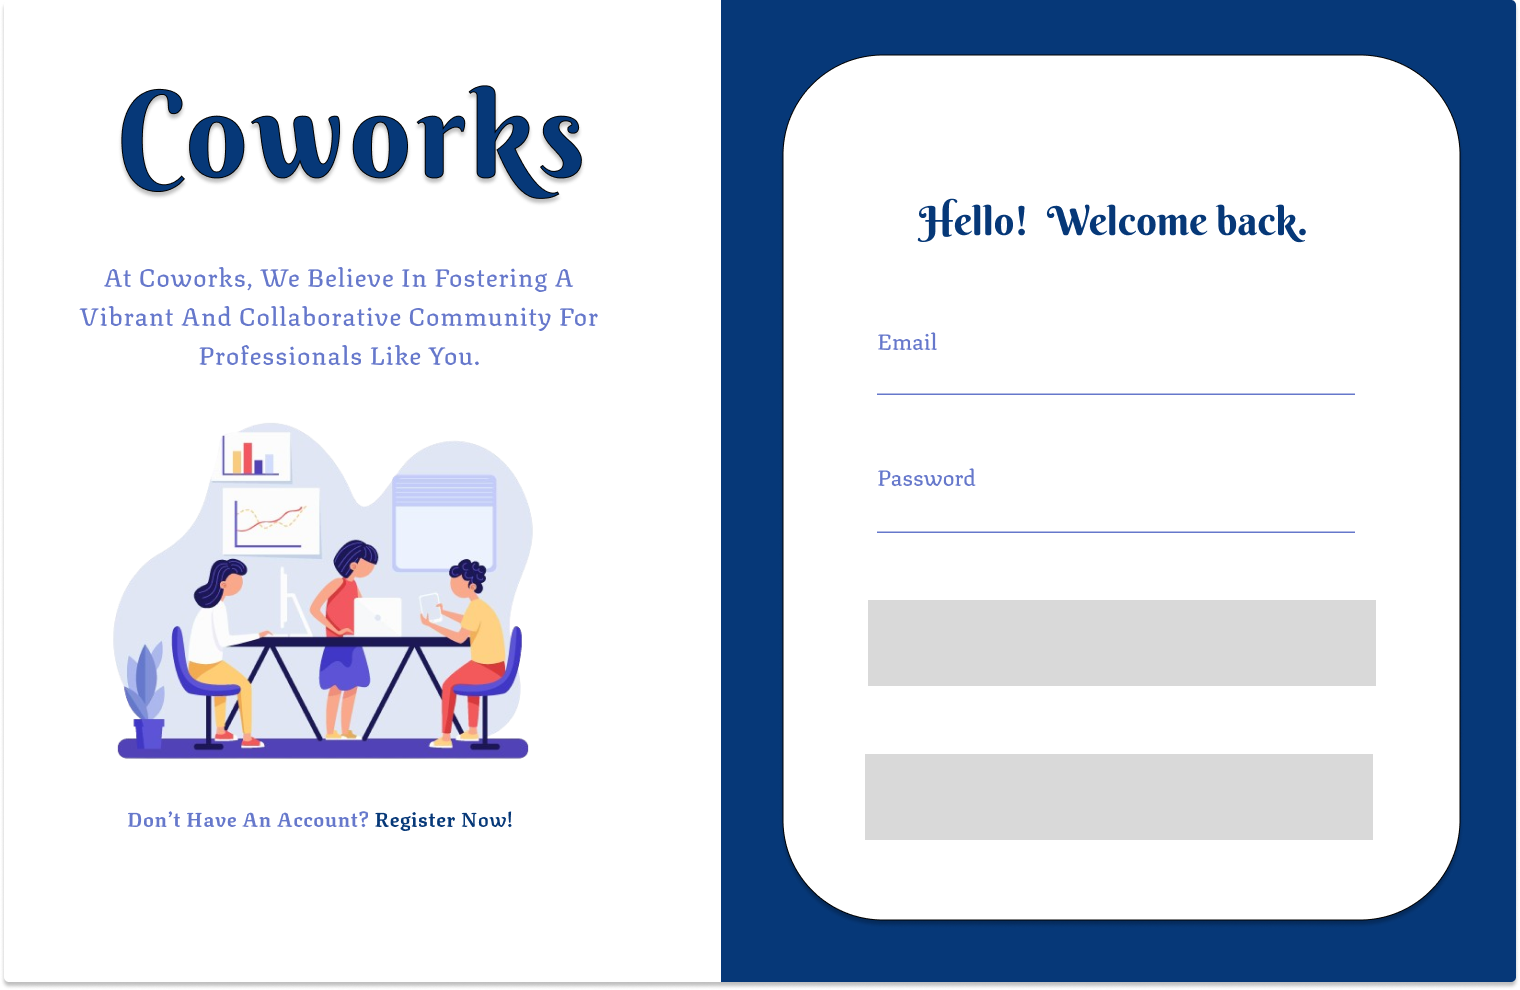 Coworks
At Coworks, We Believe In Fostering A
Vibrant And Collaborative Community For
Professionals Like You.
Don’t Have An Account? Register Now!
Hello! Welcome back.
Email
Password